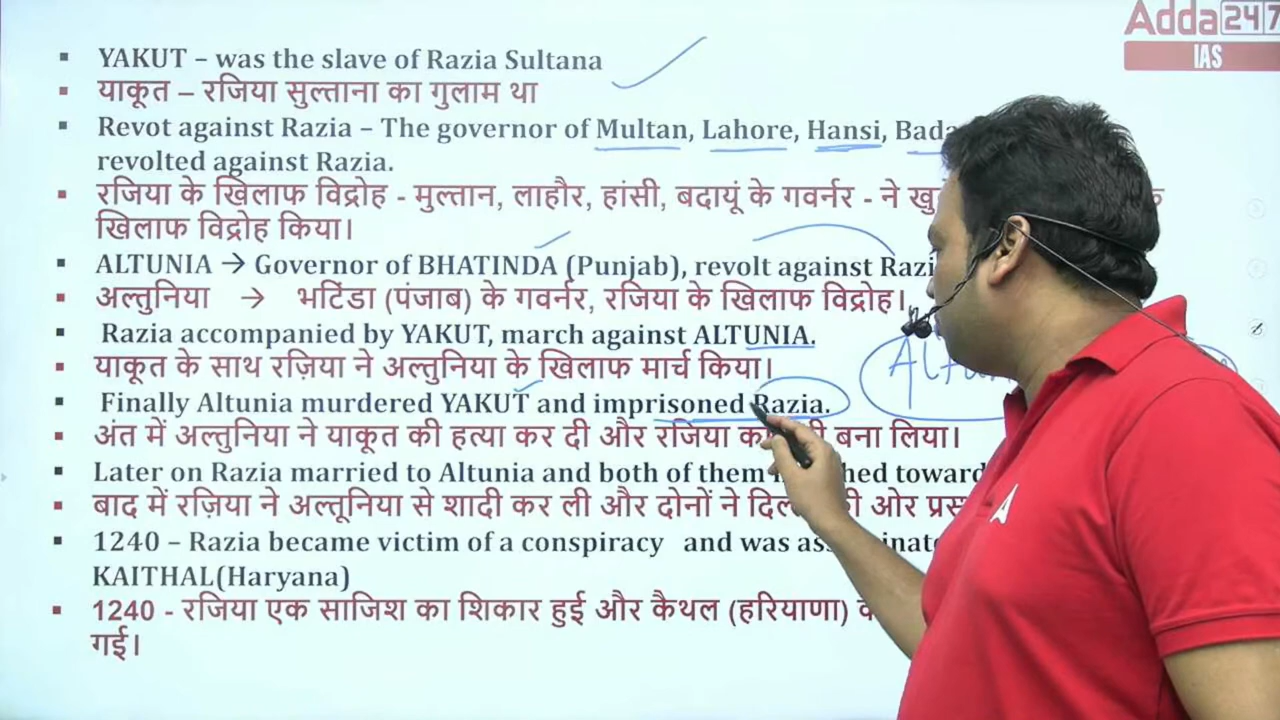 Adda247
IAS
YAKUT – was the slave of Razia Sultana
याकूत – रजिया सुल्ताना का गुलाम था
Revot against Razia – The governor of Multan, Lahore, Hansi,
revolted against Razia.
रजिया के खिलाफ विद्रोह - मुल्तान, लाहौर, हांसी, बदायूं के गवर्नर - ने
खिलाफ विद्रोह किया।
ALTUNIA → Governor of BHATINDA (Punjab), revolt against
अल्तुनिया → भटिंडा (पंजाब) के गवर्नर, रजिया के खिलाफ विद्रोह।
Razia accompanied by YAKUT, march against ALTUNIA.
याकूत के साथ रज़िया ने अल्तुनिया के खिलाफ मार्च किया।
Finally Altunia murdered YAKUT and imprisoned Razia.
अंत में अल्तुनिया ने याकूत की हत्या कर दी और रजिया बना लिया।
Later on Razia married to Altunia and both of them
बाद में रज़िया ने अल्तूनिया से शादी कर ली और दोनों ने ओर
1240 – Razia became victim of a conspiracy and was
KAITHAL(Haryana)
1240 - रजिया एक साजिश का शिकार हुई और कैथल (हरियाणा)
गई।